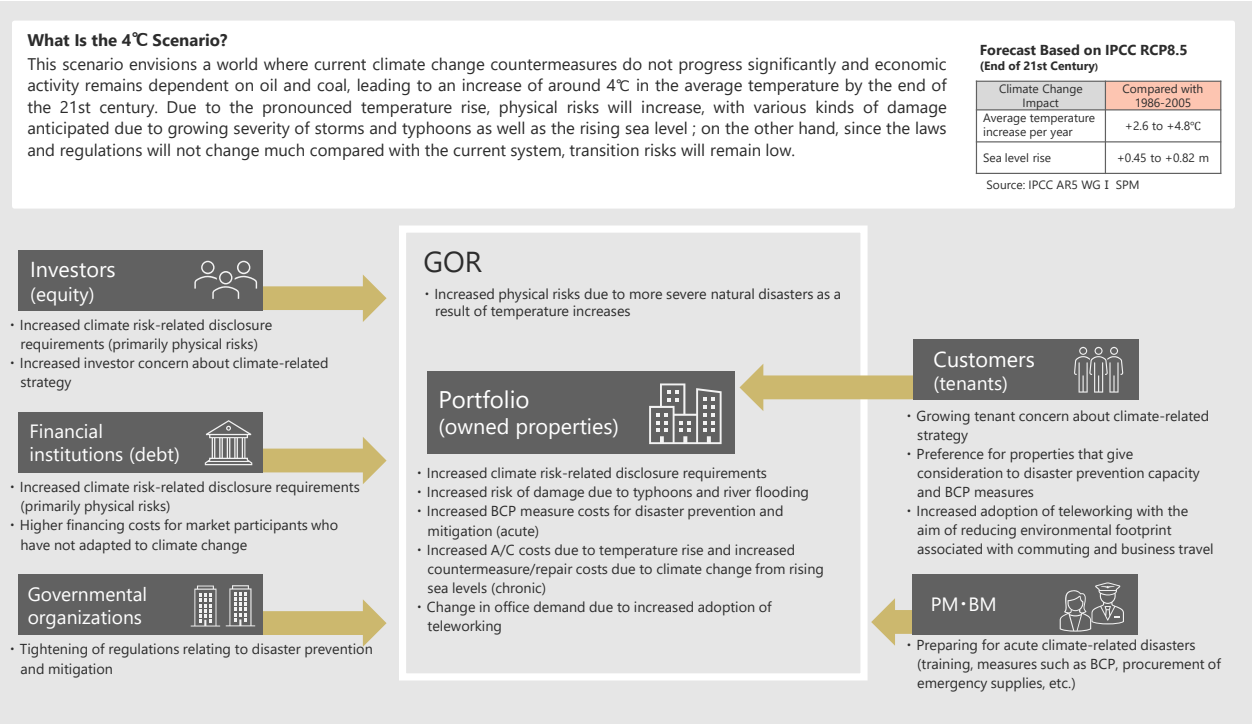 What Is the 4℃ Scenario?
This scenario envisions a world where current climate change countermeasures do not progress significantly and economic
activity remains dependent on oil and coal, leading to an increase of around 4℃ in the average temperature by the end of
the 21st century. Due to the pronounced temperature rise, physical risks will increase, with various kinds of damage
anticipated due to growing severity of storms and typhoons as well as the rising sea level ; on the other hand, since the laws
and regulations will not change much compared with the current system, transition risks will remain low.
Forecast Based on IPCC RCP8.5
(End of 21st Century)
Climate Change
Impact
Compared with
1986-2005
Average temperature
increase per year
+2.6 to +4.8℃
Sea level rise
+0.45 to +0.82 m
Source: IPCC AR5 WG Ⅰ SPM
Investors
(equity)
・Increased climate risk-related disclosure
requirements (primarily physical risks)
・Increased investor concern about climate-related
strategy
Financial
institutions (debt)
・Increased climate risk-related disclosure requirements
(primarily physical risks)
・Higher financing costs for market participants who
have not adapted to climate change
Governmental
organizations
・Tightening of regulations relating to disaster prevention
and mitigation
GOR
・Increased physical risks due to more severe natural disasters as a
result of temperature increases
Portfolio
(owned properties)
・Increased climate risk-related disclosure requirements
・Increased risk of damage due to typhoons and river flooding
・Increased BCP measure costs for disaster prevention and
mitigation (acute)
・Increased A/C costs due to temperature rise and increased
countermeasure/repair costs due to climate change from rising
sea levels (chronic)
・Change in office demand due to increased adoption of
teleworking
Customers
(tenants)
・Growing tenant concern about climate-related
strategy
・Preference for properties that give
consideration to disaster prevention capacity
and BCP measures
・Increased adoption of teleworking with the
aim of reducing environmental footprint
associated with commuting and business travel
PM・BM
・Preparing for acute climate-related disasters
(training, measures such as BCP, procurement of
emergency supplies, etc.)